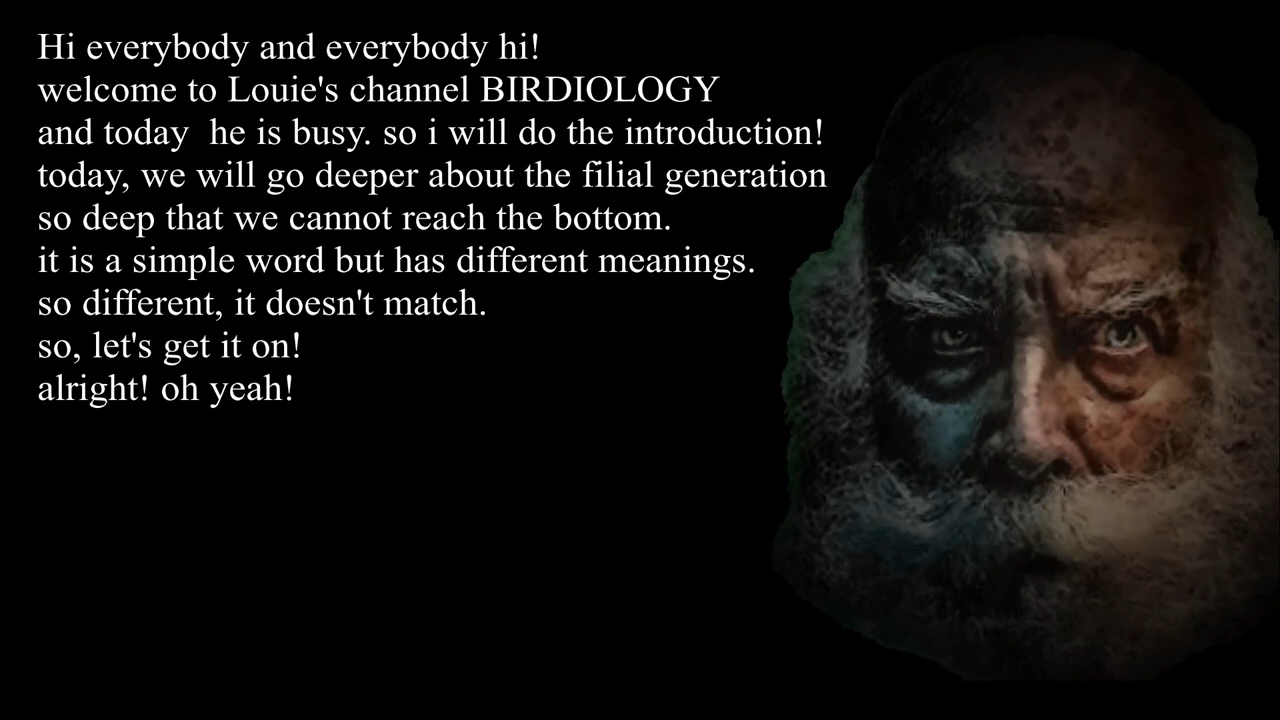 Hi everybody and everybody hi!
welcome to Louie's channel BIRDIOLOGY
and today  he is busy. so i will do the introduction!
today, we will go deeper about the filial generation
so deep that we cannot reach the bottom.
it is a simple word but has different meanings.
so different, it doesn't match.
so, let's get it on!
alright! oh yeah!